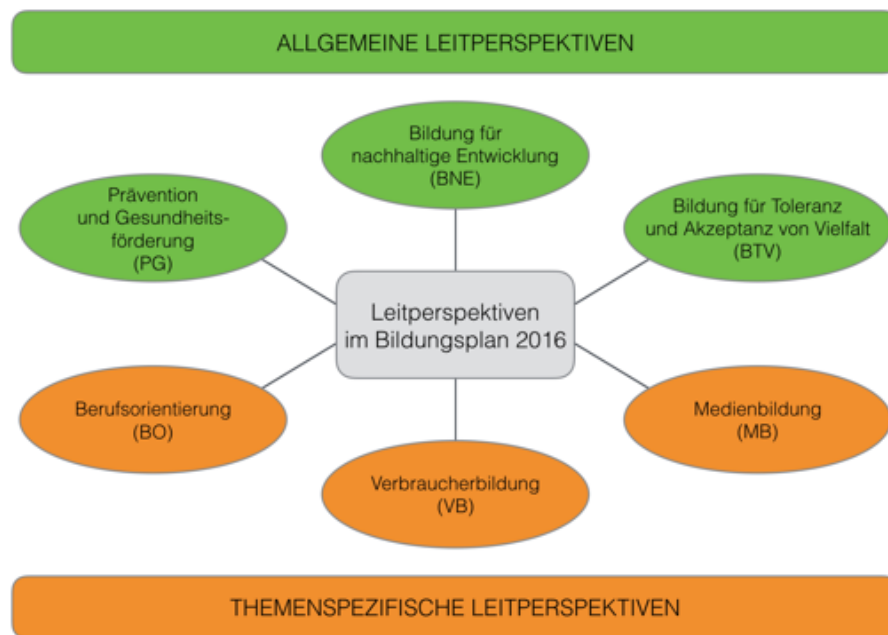 ALLGEMEINE LEITPERSPEKTIVEN
Bildung für
nachhaltige Entwicklung
(BNE)
Prävention
und Gesundheits-
förderung
(PG)
Bildung für Toleranz
und Akzeptanz von Vielfalt
(BTV)
Leitperspektiven
im Bildungsplan 2016
Berufsorientierung
(BO)
Medienbildung
(MB)
Verbraucherbildung
(VB)
THEMENSPEZIFISCHE LEITPERSPEKTIVEN